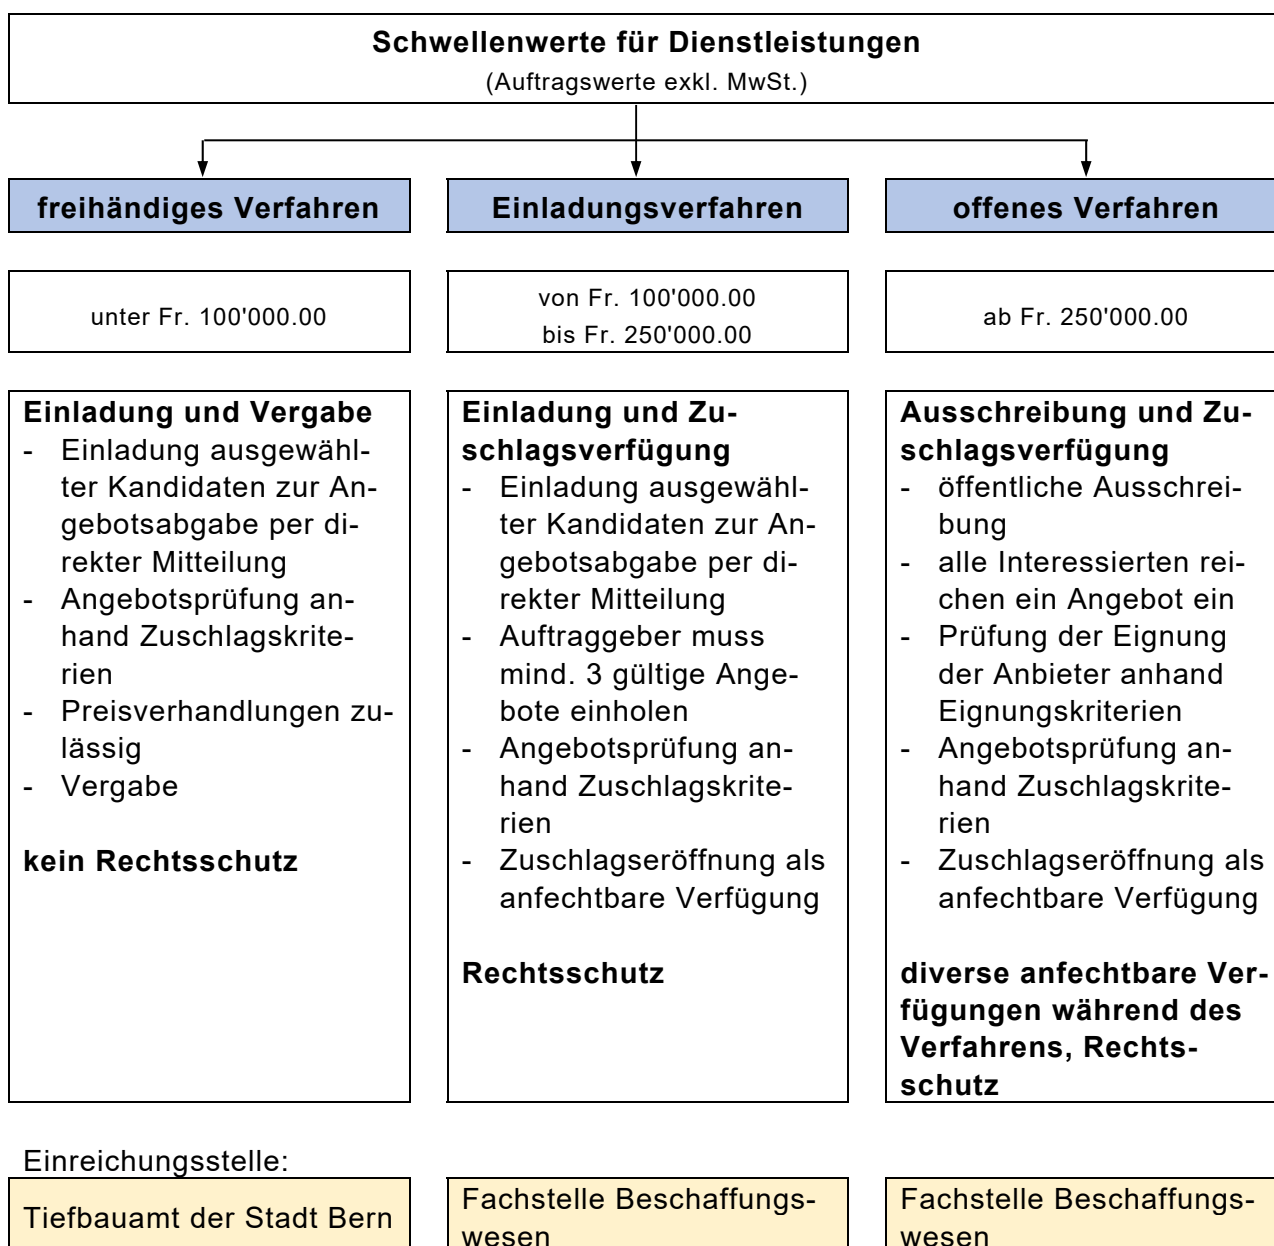 Schwellenwerte für Dienstleistungen
(Auftragswerte exkl. MwSt.)
freihändiges Verfahren
Einladungsverfahren
offenes Verfahren
unter Fr. 100'000.00
von Fr. 100'000.00
bis Fr. 250'000.00
ab Fr. 250'000.00
Einladung und Vergabe
- Einladung ausgewähl-
ter Kandidaten zur An-
gebotsabgabe per di-
rekter Mitteilung
- Angebotsprüfung an-
hand Zuschlagskrite-
rien
- Preisverhandlungen zu-
lässig
- Vergabe
kein Rechtsschutz
Einladung und Zu-
schlagsverfügung
- Einladung ausgewähl-
ter Kandidaten zur An-
gebotsabgabe per di-
rekter Mitteilung
- Auftraggeber muss
mind. 3 gültige Ange-
bote einholen
- Angebotsprüfung an-
hand Zuschlagskrite-
rien
- Zuschlagseröffnung als
anfechtbare Verfügung
Rechtsschutz
Ausschreibung und Zu-
schlagsverfügung
- öffentliche Ausschrei-
bung
- alle Interessierten rei-
chen ein Angebot ein
- Prüfung der Eignung
der Anbieter anhand
Eignungskriterien
- Angebotsprüfung an-
hand Zuschlagskrite-
rien
- Zuschlagseröffnung als
anfechtbare Verfügung
diverse anfechtbare Ver-
fügungen während des
Verfahrens, Rechts-
schutz
Einreichungsstelle:
Tiefbauamt der Stadt Bern
Fachstelle Beschaffungs-
wesen
Fachstelle Beschaffungs-
wesen